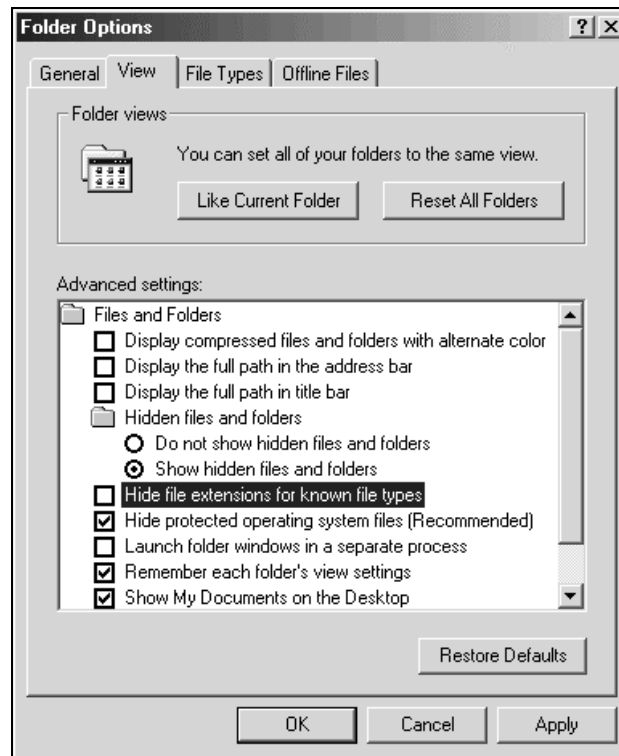 Folder Options
General View File Types Offline Files
Folder views
You can set all of your folders to the same view.
Like Current Folder Reset All Folders
Advanced settings:
Files and Folders
Display compressed files and folders with alternate color
Display the full path in the address bar
Display the full path in title bar
Hidden files and folders
Do not show hidden files and folders
Show hidden files and folders
Hide file extensions for known file types
Hide protected operating system files (Recommended)
Launch folder windows in a separate process
Remember each folder's view settings
Show My Documents on the Desktop
Restore Defaults
OK Cancel Apply